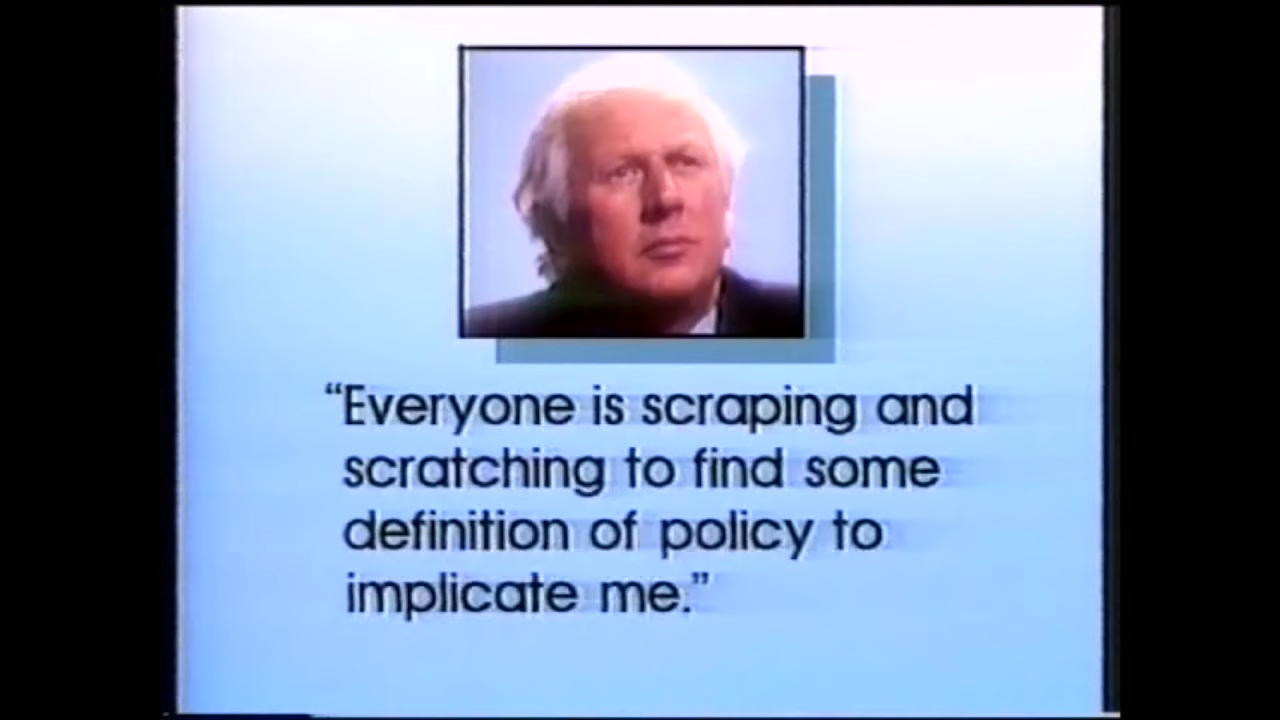 “Everyone is scraping and
scratching to find some
definition of policy to
implicate me.”